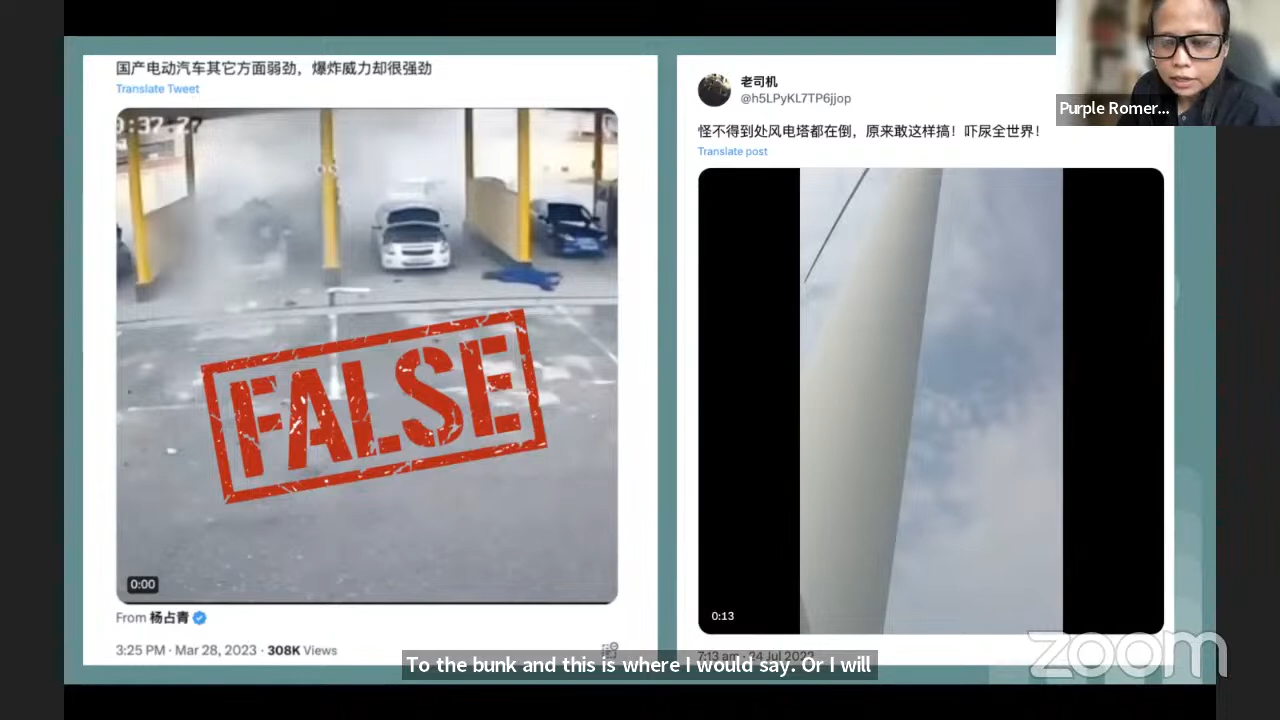 国产电动汽车其它方面弱劲，爆炸威力却很强劲
Translate Tweet
FALSE
0:00
From 杨占青
3:25 PM · Mar 28, 2023 · 308K Views
老司机
@h5LPyKL7TP6jjop
怪不得到处风电塔都在倒，原来敢这样搞！吓尿全世界！
Translate post
0:13
Purple Romer...
To the bunk and this is where I would say. Or I will
zoom